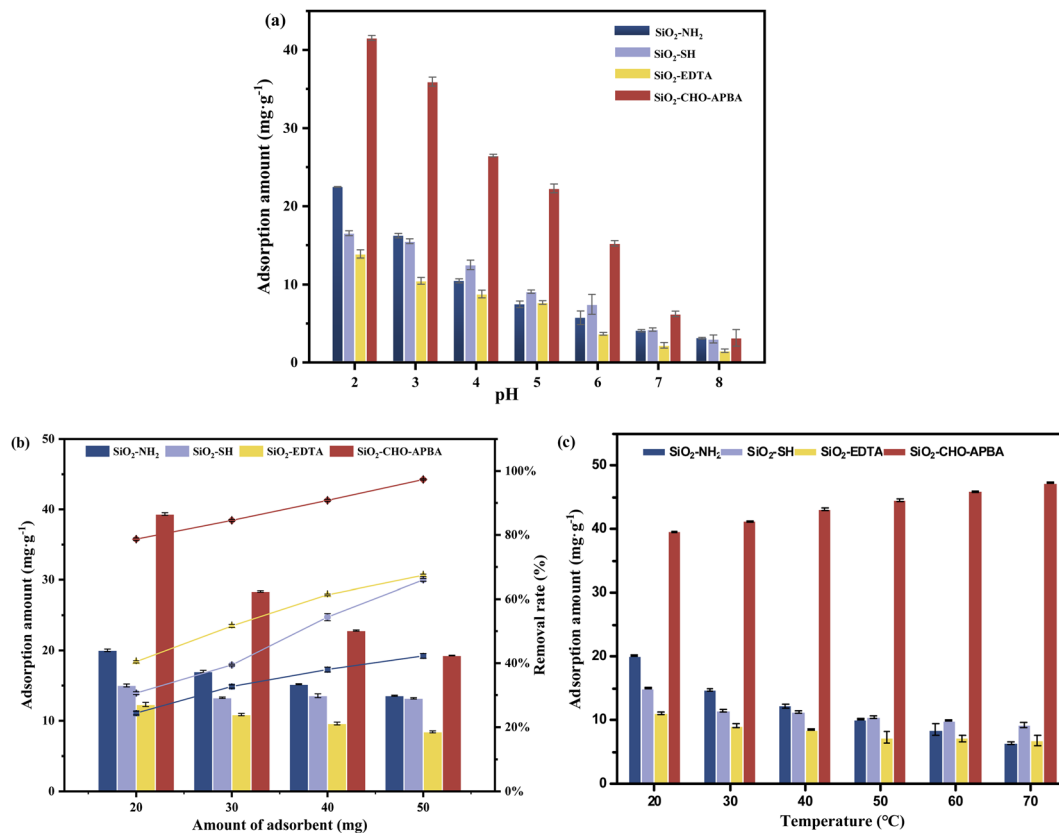 (a)
SiO₂-NH₂
SiO₂-SH
SiO₂-EDTA
SiO₂-CHO-APBA
Adsorption amount (mg·g⁻¹)
40
30
20
10
0
2 3 4 5 6 7 8
pH
(b)
SiO₂-NH₂ SiO₂-SH SiO₂-EDTA SiO₂-CHO-APBA
Adsorption amount (mg·g⁻¹)
50
40
30
20
10
0
100%
80%
60%
40%
20%
0%
Removal rate (%)
20 30 40 50
Amount of adsorbent (mg)
(c)
SiO₂-NH₂ SiO₂-SH SiO₂-EDTA SiO₂-CHO-APBA
Adsorption amount (mg·g⁻¹)
50
40
30
20
10
0
20 30 40 50 60 70
Temperature (°C)